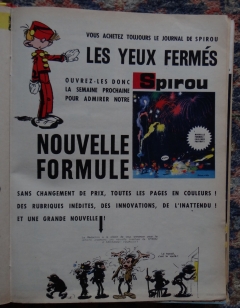 VOUS ACHETEZ TOUJOURS LE JOURNAL DE SPIROU
LES YEUX FERMÉS
OUVREZ-LES DONC
LA SEMAINE PROCHAINE
POUR ADMIRER NOTRE
Spirou
NOUVELLE
FORMULE
SANS CHANGEMENT DE PRIX, TOUTES LES PAGES EN COULEURS !
DES RUBRIQUES INÉDITES, DES INNOVATIONS, DE L'INATTENDU !
ET UNE GRANDE NOUVELLE !